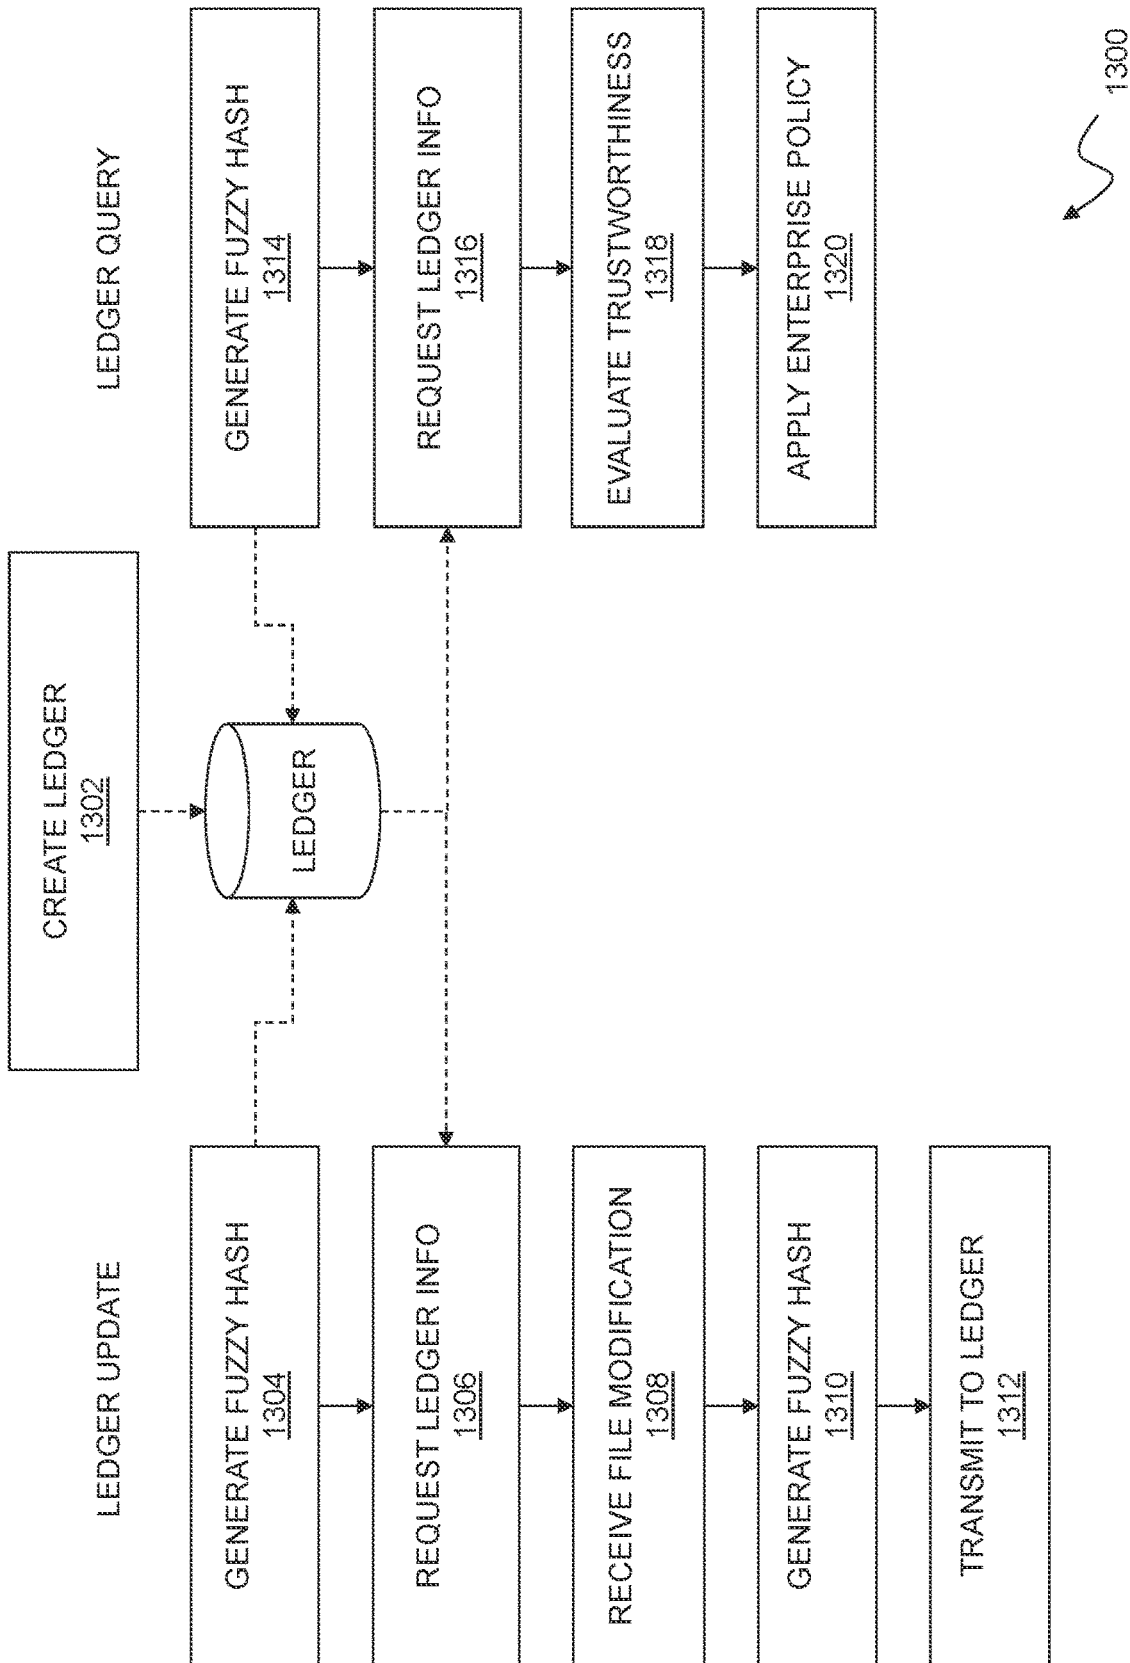 CREATE LEDGER
1302
LEDGER UPDATE
LEDGER QUERY
GENERATE FUZZY HASH
1304
REQUEST LEDGER INFO
1306
RECEIVE FILE MODIFICATION
1308
GENERATE FUZZY HASH
1310
TRANSMIT TO LEDGER
1312
LEDGER
GENERATE FUZZY HASH
1314
REQUEST LEDGER INFO
1316
EVALUATE TRUSTWORTHINESS
1318
APPLY ENTERPRISE POLICY
1320
1300